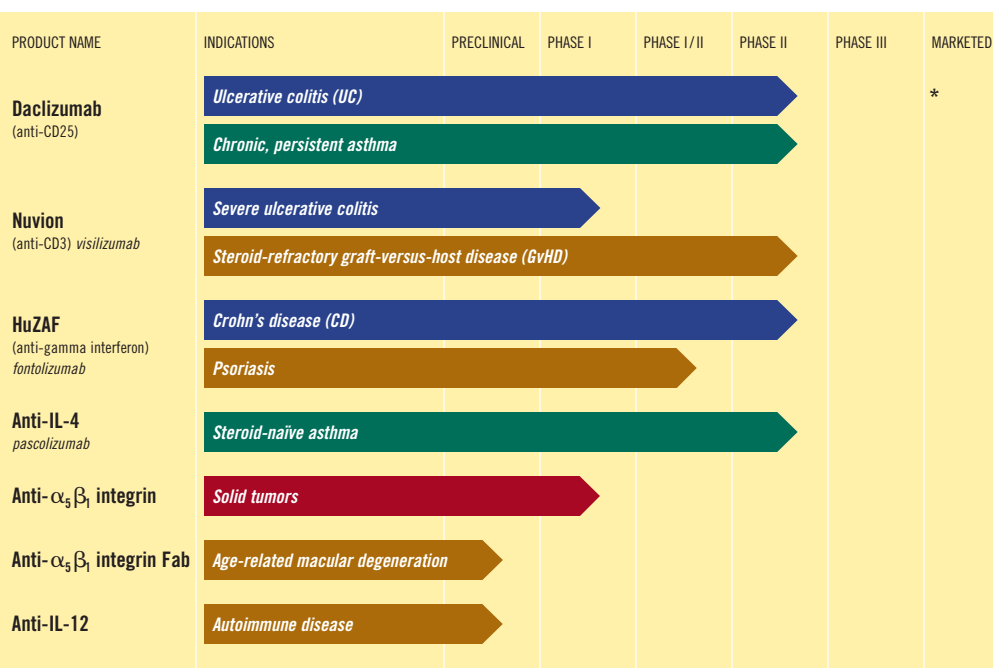 PRODUCT NAME INDICATIONS PRECLINICAL PHASE I PHASE I/II PHASE II PHASE III MARKETED
Daclizumab
(anti-CD25)
Ulcerative colitis (UC)
*
Chronic, persistent asthma
Nuvion
(anti-CD3) visilizumab
Severe ulcerative colitis
Steroid-refractory graft-versus-host disease (GvHD)
HuZAF
(anti-gamma interferon)
fontolizumab
Crohn's disease (CD)
Psoriasis
Anti-IL-4
pascolizumab
Steroid-naïve asthma
Anti-α₅β₁ integrin
Solid tumors
Anti-α₅β₁ integrin Fab
Age-related macular degeneration
Anti-IL-12
Autoimmune disease